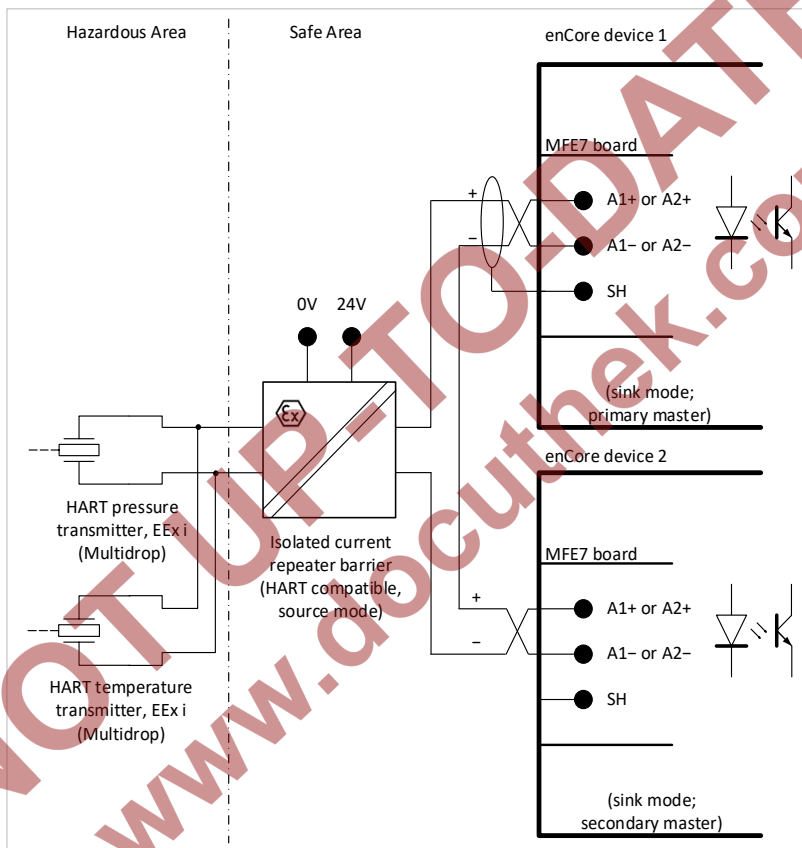 Hazardous Area
Safe Area
enCore device 1
MFE7 board
+
A1+ or A2+
−
A1− or A2−
SH
0V
24V
(sink mode;
primary master)
Ex
HART pressure
transmitter, EEx i
(Multidrop)
Isolated current
repeater barrier
(HART compatible,
source mode)
enCore device 2
MFE7 board
+
A1+ or A2+
−
A1− or A2−
SH
HART temperature
transmitter, EEx i
(Multidrop)
(sink mode;
secondary master)
NOT UP-TO-DATE
www.docuthek.co